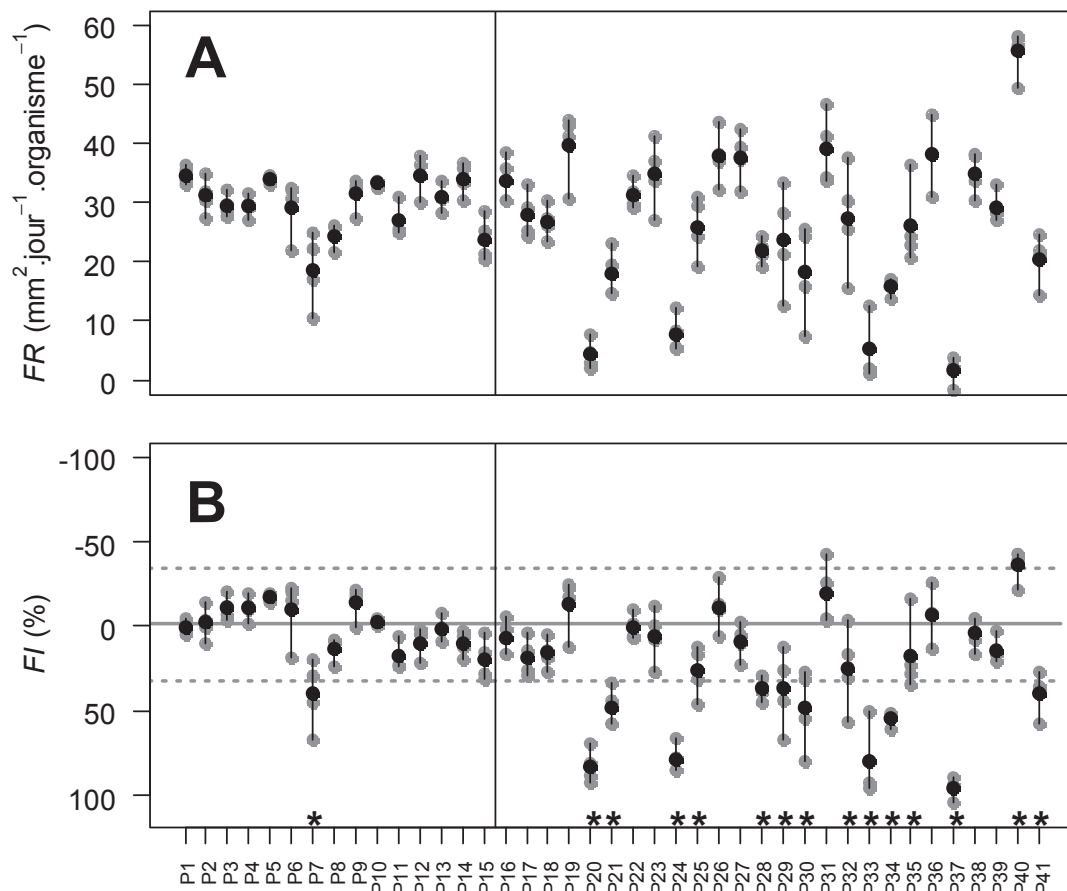 A
FR (mm².jour⁻¹.organisme⁻¹)
60
50
40
30
20
10
0
B
FI (%)
-100
-50
0
50
100
* * * * * * * * * * * * * * *
P1 P2 P3 P4 P5 P6 P7 P8 P9 P10 P11 P12 P13 P14 P15 P16 P17 P18 P19 P20 P21 P22 P23 P24 P25 P26 P27 P28 P29 P30 P31 P32 P33 P34 P35 P36 P37 P38 P39 P40 P41